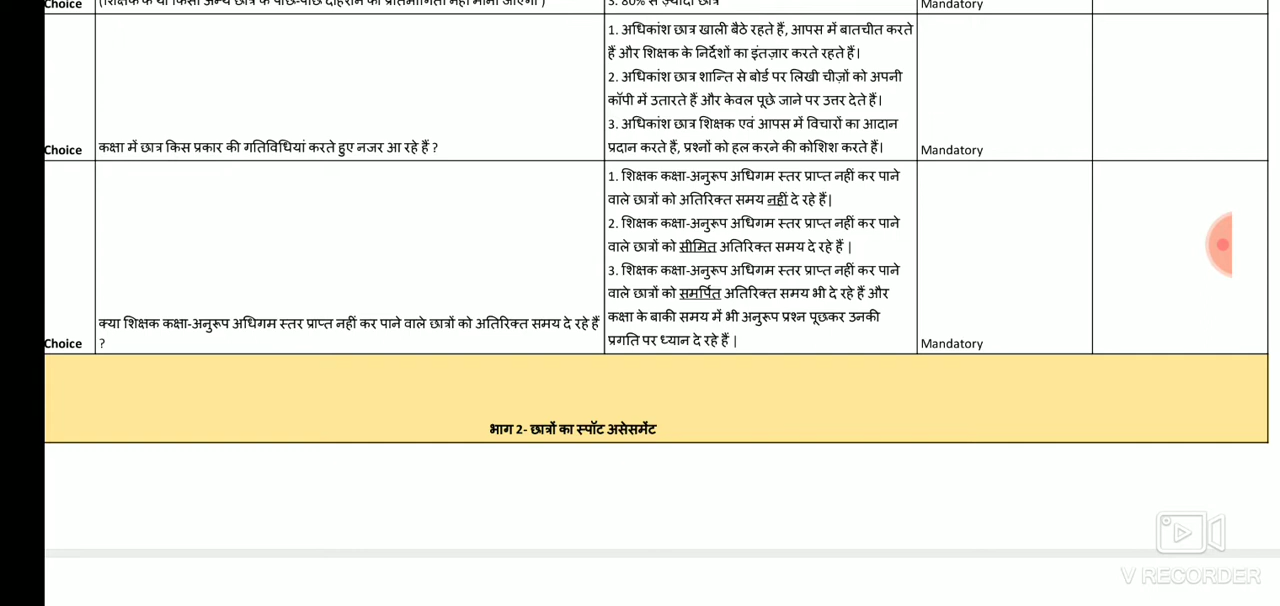 Choice
3. 80% से ज़्यादा छात्र
Mandatory
1. अधिकांश छात्र खाली बैठे रहते हैं, आपस में बातचीत करते
हैं और शिक्षक के निर्देशों का इंतज़ार करते रहते हैं।
2. अधिकांश छात्र शान्ति से बोर्ड पर लिखी चीज़ों को अपनी
कॉपी में उतारते हैं और केवल पूछे जाने पर उत्तर देते हैं।
3. अधिकांश छात्र शिक्षक एवं आपस में विचारों का आदान
Choice
कक्षा में छात्र किस प्रकार की गतिविधियां करते हुए नजर आ रहे हैं ?
प्रदान करते हैं, प्रश्नों को हल करने की कोशिश करते हैं।
Mandatory
1. शिक्षक कक्षा-अनुरूप अधिगम स्तर प्राप्त नहीं कर पाने
वाले छात्रों को अतिरिक्त समय नहीं दे रहे हैं|
2. शिक्षक कक्षा-अनुरूप अधिगम स्तर प्राप्त नहीं कर पाने
वाले छात्रों को सीमित अतिरिक्त समय दे रहे हैं |
3. शिक्षक कक्षा-अनुरूप अधिगम स्तर प्राप्त नहीं कर पाने
वाले छात्रों को समर्पित अतिरिक्त समय भी दे रहे हैं और
क्या शिक्षक कक्षा-अनुरूप अधिगम स्तर प्राप्त नहीं कर पाने वाले छात्रों को अतिरिक्त समय दे रहे हैं
कक्षा के बाकी समय में भी अनुरूप प्रश्न पूछकर उनकी
Choice
?
प्रगति पर ध्यान दे रहे हैं |
Mandatory
भाग 2- छात्रों का स्पॉट असेसमेंट
V RECORDER